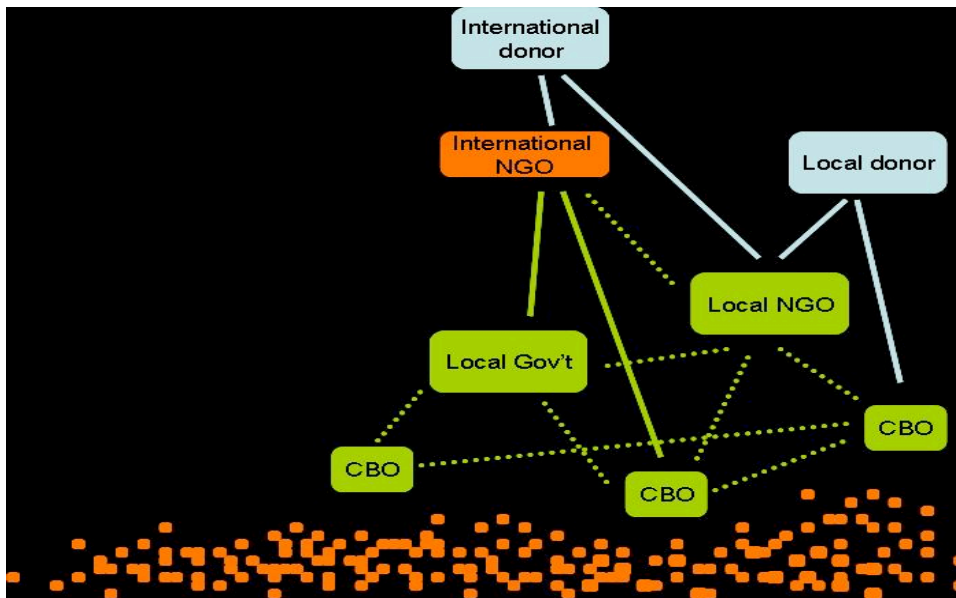 International
donor
International
NGO
Local donor
Local NGO
Local Gov't
CBO
CBO
CBO